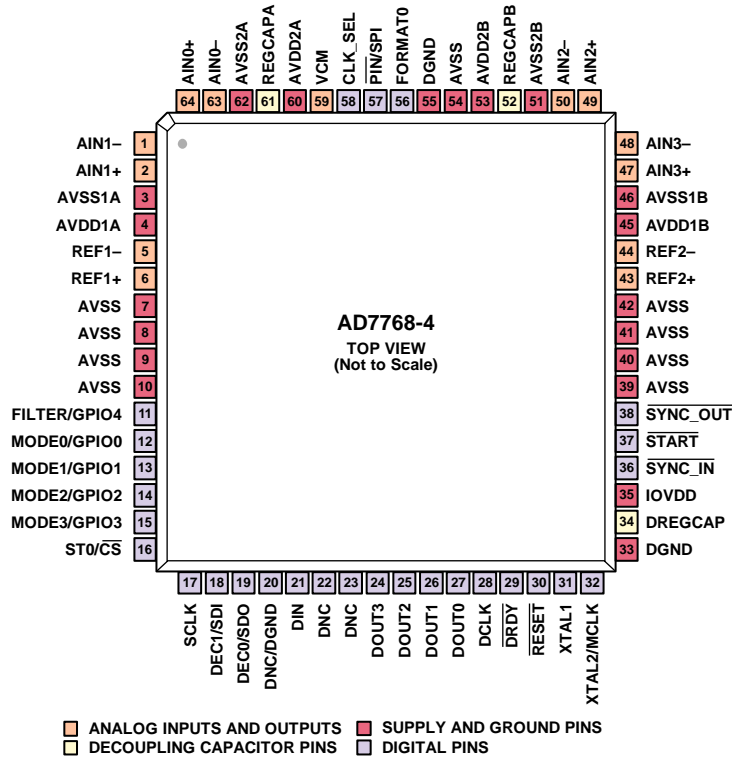 AIN0+
AIN0–
AVSS2A
REGCAPA
AVDD2A
VCM
CLK_SEL
PIN/SPI
FORMAT0
DGND
AVSS
AVDD2B
REGCAPB
AVSS2B
AIN2–
AIN2+
64 63 62 61 60 59 58 57 56 55 54 53 52 51 50 49
AIN1– 1
AIN1+ 2
AVSS1A 3
AVDD1A 4
REF1– 5
REF1+ 6
AVSS 7
AVSS 8
AVSS 9
AVSS 10
FILTER/GPIO4 11
MODE0/GPIO0 12
MODE1/GPIO1 13
MODE2/GPIO2 14
MODE3/GPIO3 15
ST0/CS 16
AD7768-4
TOP VIEW
(Not to Scale)
48 AIN3–
47 AIN3+
46 AVSS1B
45 AVDD1B
44 REF2–
43 REF2+
42 AVSS
41 AVSS
40 AVSS
39 AVSS
38 SYNC_OUT
37 START
36 SYNC_IN
35 IOVDD
34 DREGCAP
33 DGND
17 18 19 20 21 22 23 24 25 26 27 28 29 30 31 32
SCLK
DEC1/SDI
DEC0/SDO
DNC/DGND
DIN
DNC
DNC
DOUT3
DOUT2
DOUT1
DOUT0
DCLK
DRDY
RESET
XTAL1
XTAL2/MCLK
ANALOG INPUTS AND OUTPUTS
SUPPLY AND GROUND PINS
DECOUPLING CAPACITOR PINS
DIGITAL PINS